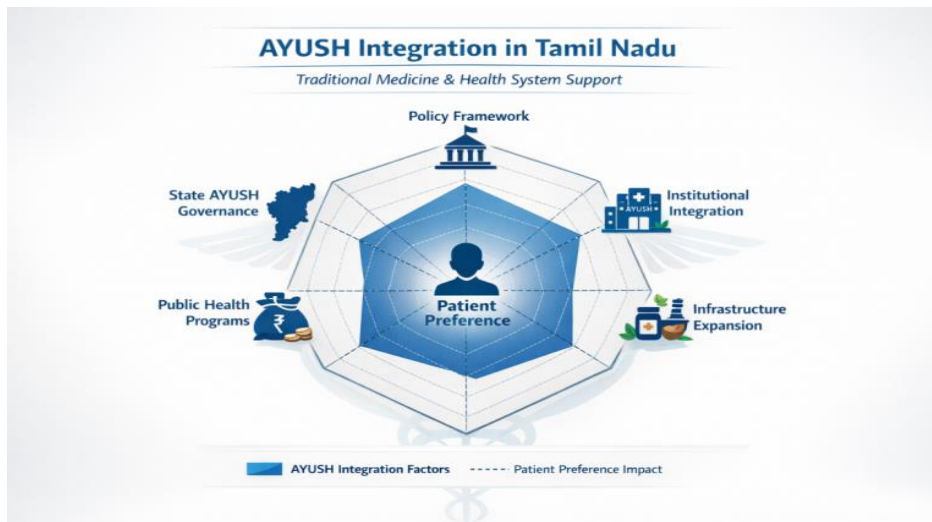 AYUSH Integration in Tamil Nadu
Traditional Medicine & Health System Support
Policy Framework
State AYUSH
Governance
AYUSH
Institutional
Integration
Patient
Preference
Public Health
Programs
₹
Infrastructure
Expansion
AYUSH Integration Factors
Patient Preference Impact